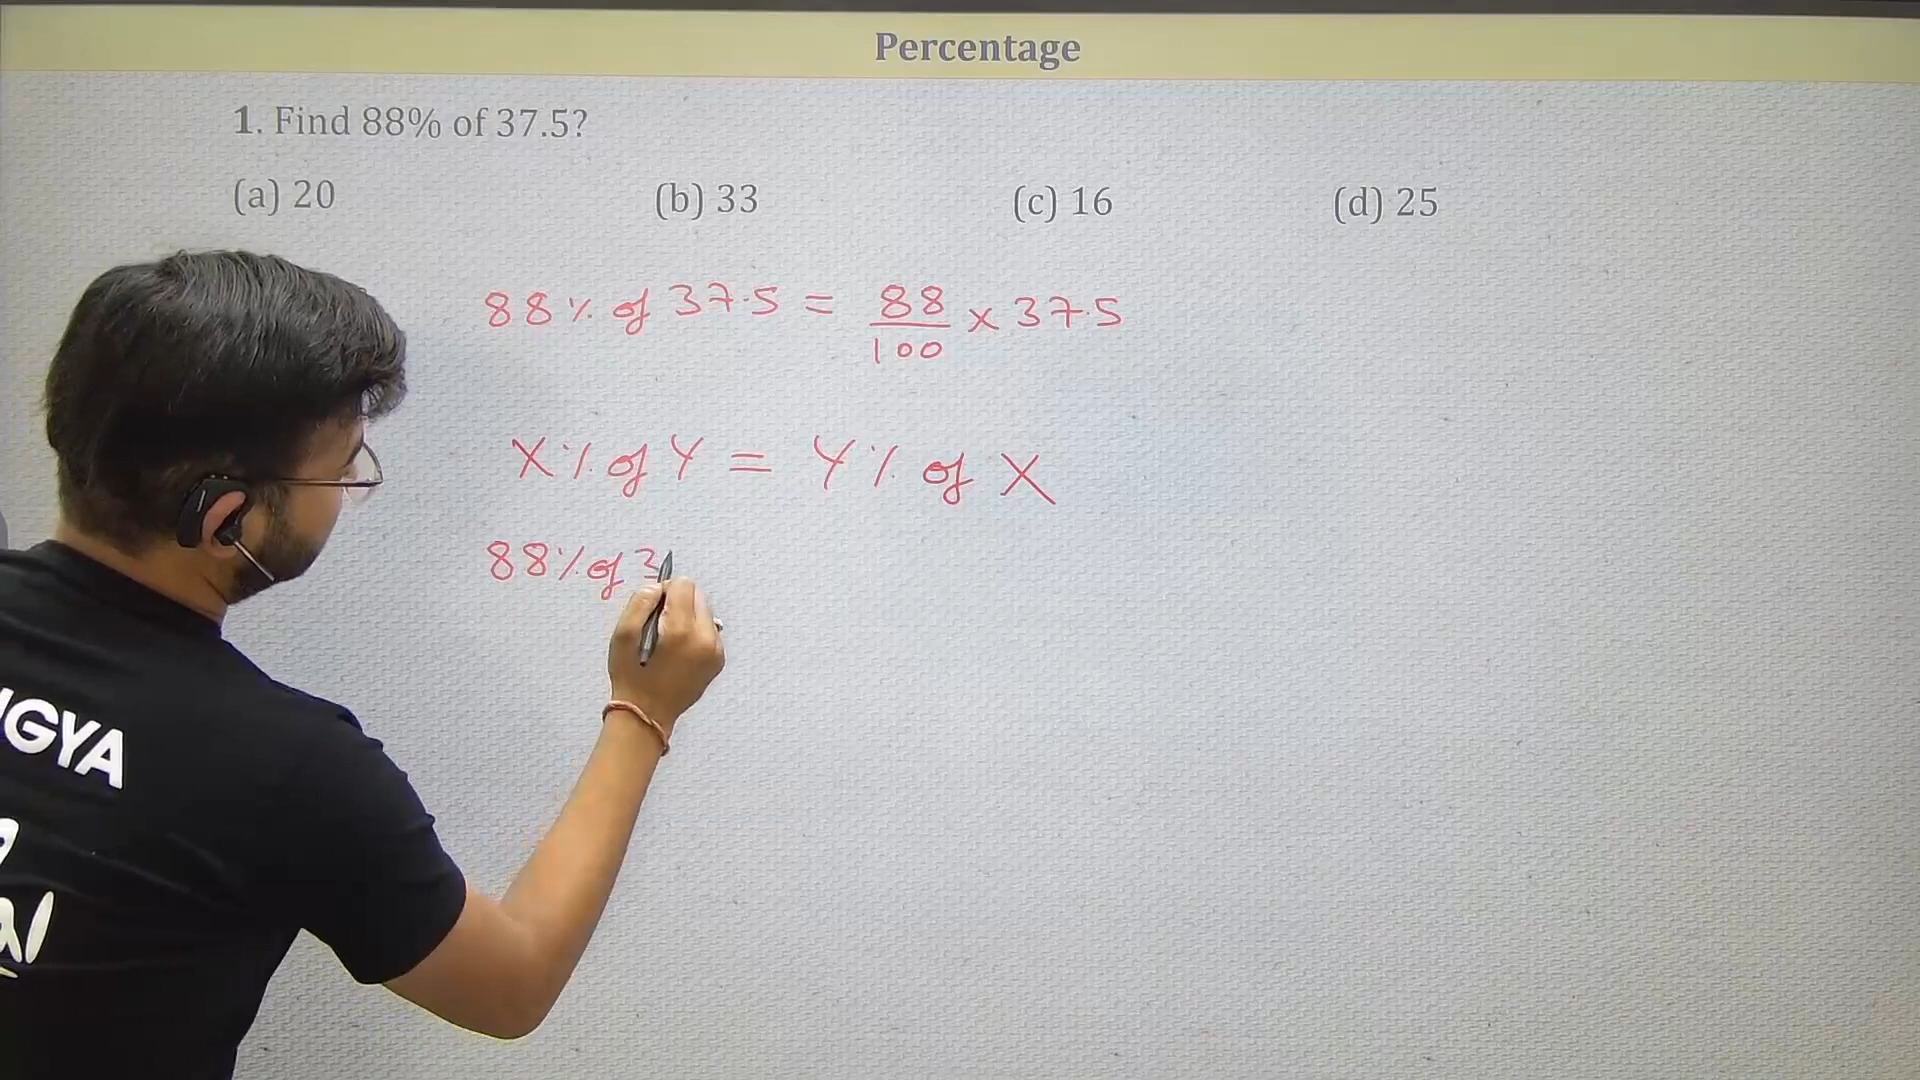 Percentage
1. Find 88% of 37.5?
(a) 20 (b) 33 (c) 16 (d) 25
88% of 37.5 = 88/100 x 37.5
X% of Y = Y% of X
88% of 3
GYA
al